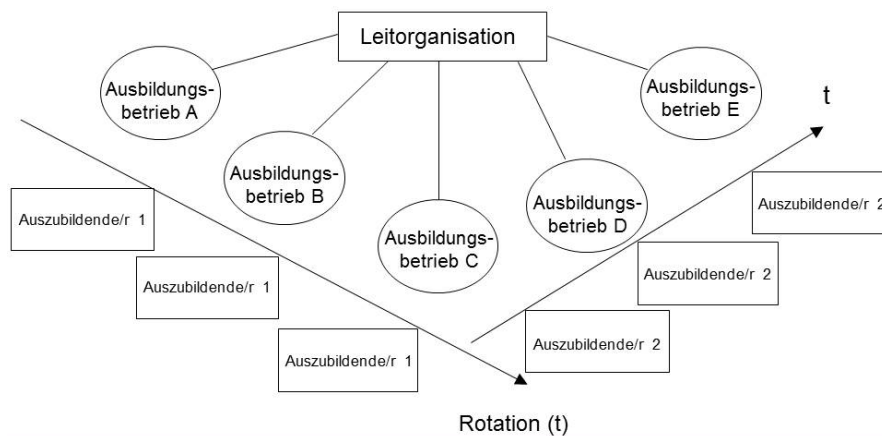 Leitorganisation
Ausbildungs-
betrieb A
Ausbildungs-
betrieb B
Ausbildungs-
betrieb C
Ausbildungs-
betrieb D
Ausbildungs-
betrieb E
t
Auszubildende/r 1
Auszubildende/r 1
Auszubildende/r 1
Auszubildende/r 2
Auszubildende/r 2
Auszubildende/r 2
Rotation (t)